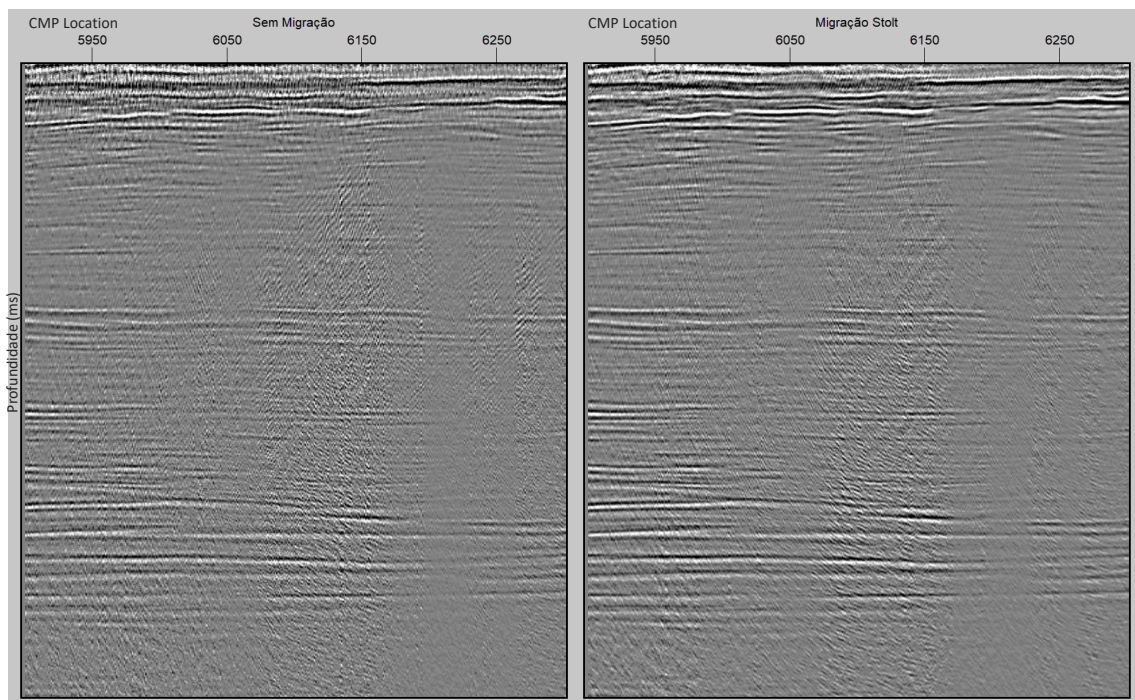 CMP Location Sem Migração
5950 6050 6150 6250
CMP Location Migração Stolt
5950 6050 6150 6250
Profundidade (ms)